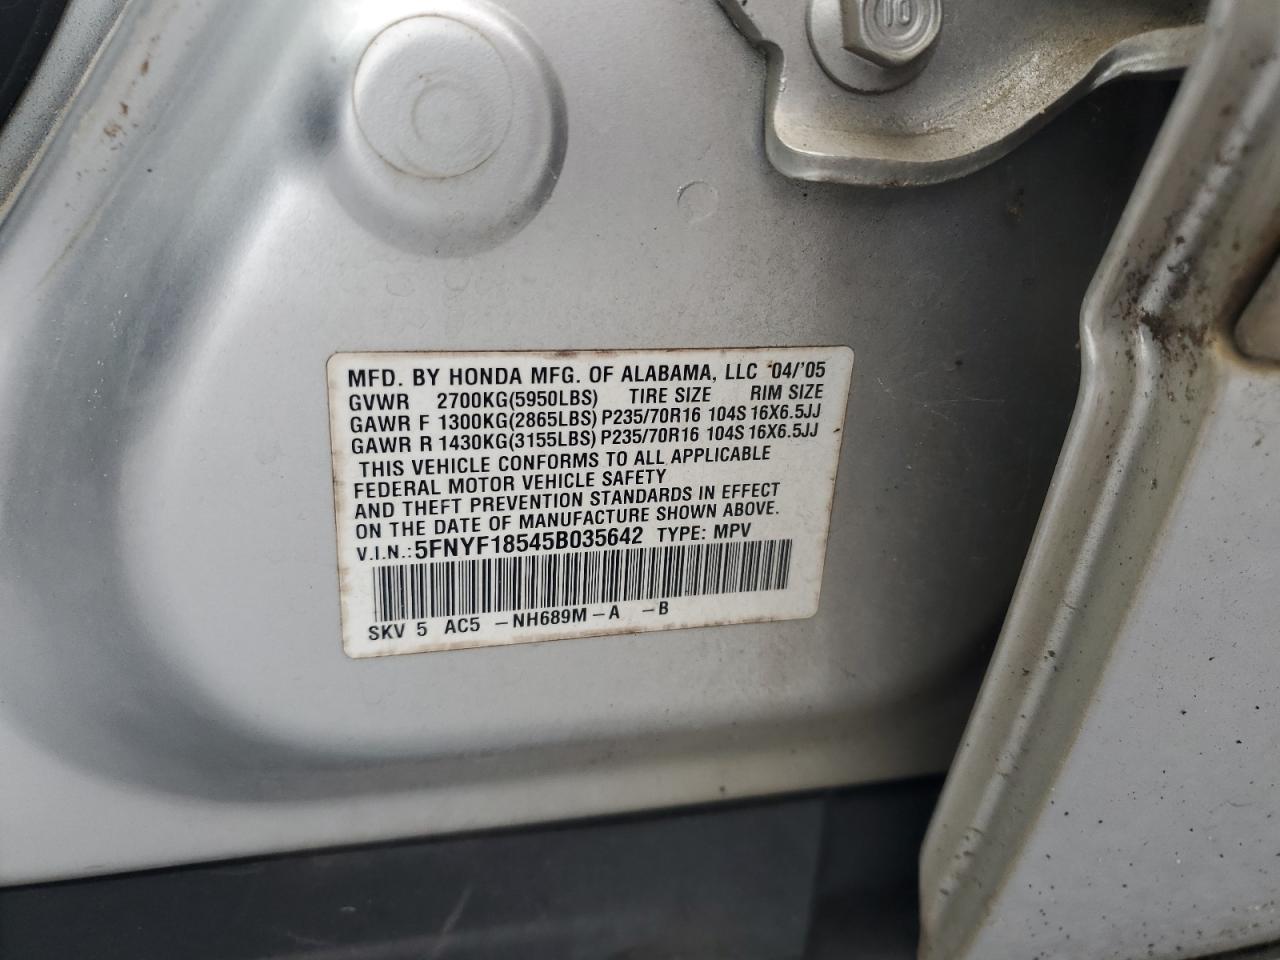 10
MFD. BY HONDA MFG. OF ALABAMA, LLC '04/'05
GVWR 2700KG(5950LBS) TIRE SIZE RIM SIZE
GAWR F 1300KG(2865LBS) P235/70R16 104S 16X6.5JJ
GAWR R 1430KG(3155LBS) P235/70R16 104S 16X6.5JJ
THIS VEHICLE CONFORMS TO ALL APPLICABLE
FEDERAL MOTOR VEHICLE SAFETY
AND THEFT PREVENTION STANDARDS IN EFFECT
ON THE DATE OF MANUFACTURE SHOWN ABOVE.
V.I.N.:5FNYF18545B035642 TYPE: MPV
SKV 5 AC5 -NH689M-A -B